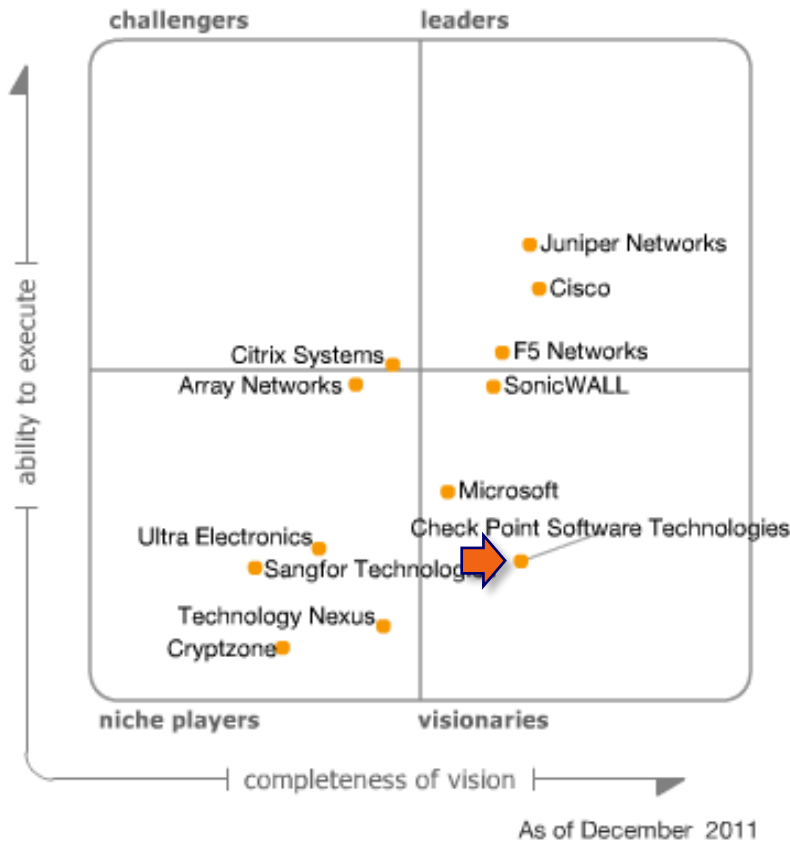 challengers
leaders
Juniper Networks
Cisco
F5 Networks
Citrix Systems
Array Networks
SonicWALL
ability to execute
Microsoft
Check Point Software Technologies
Ultra Electronics
Sangfor
Technology Nexus
Cryptzone
niche players
visionaries
completeness of vision
As of December 2011